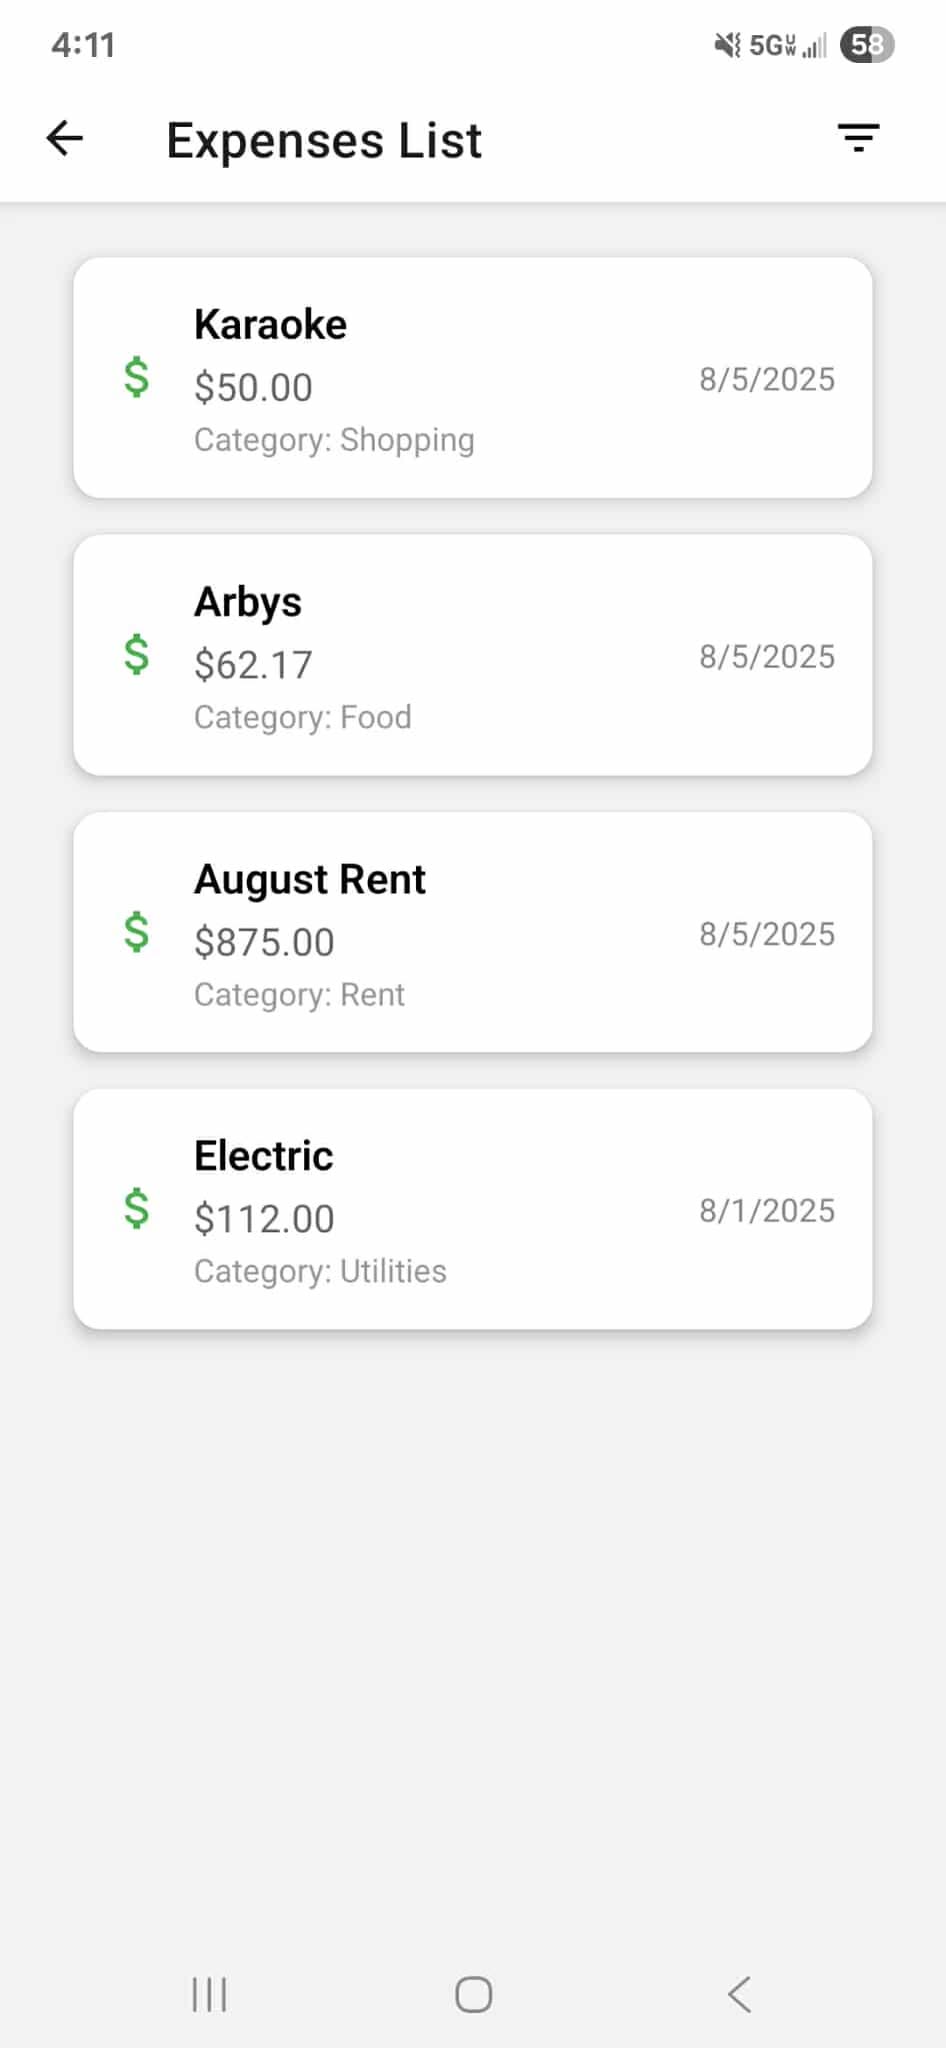 4:11
5G UW 58
Expenses List
Karaoke
$ $50.00 8/5/2025
Category: Shopping
Arbys
$ $62.17 8/5/2025
Category: Food
August Rent
$ $875.00 8/5/2025
Category: Rent
Electric
$ $112.00 8/1/2025
Category: Utilities